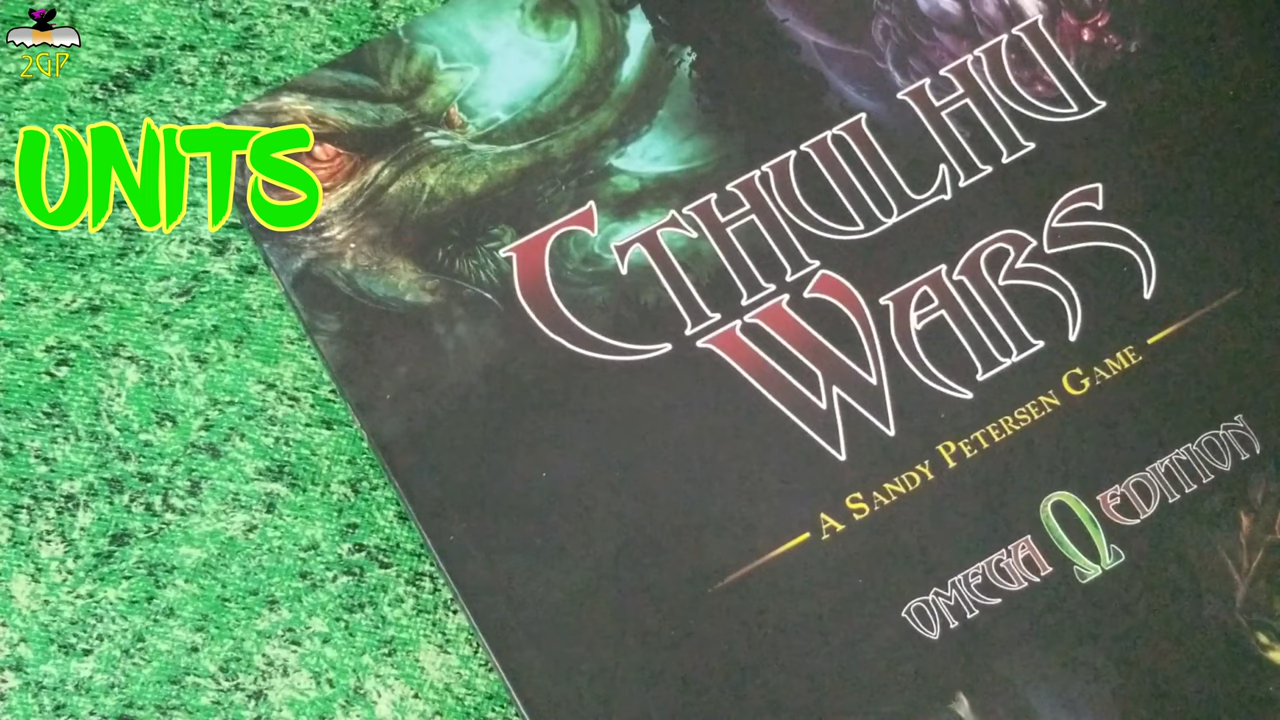 2GP
UNITS
CTHULHU
WARS
A SANDY PETERSEN GAME
OMEGA Ω EDITION